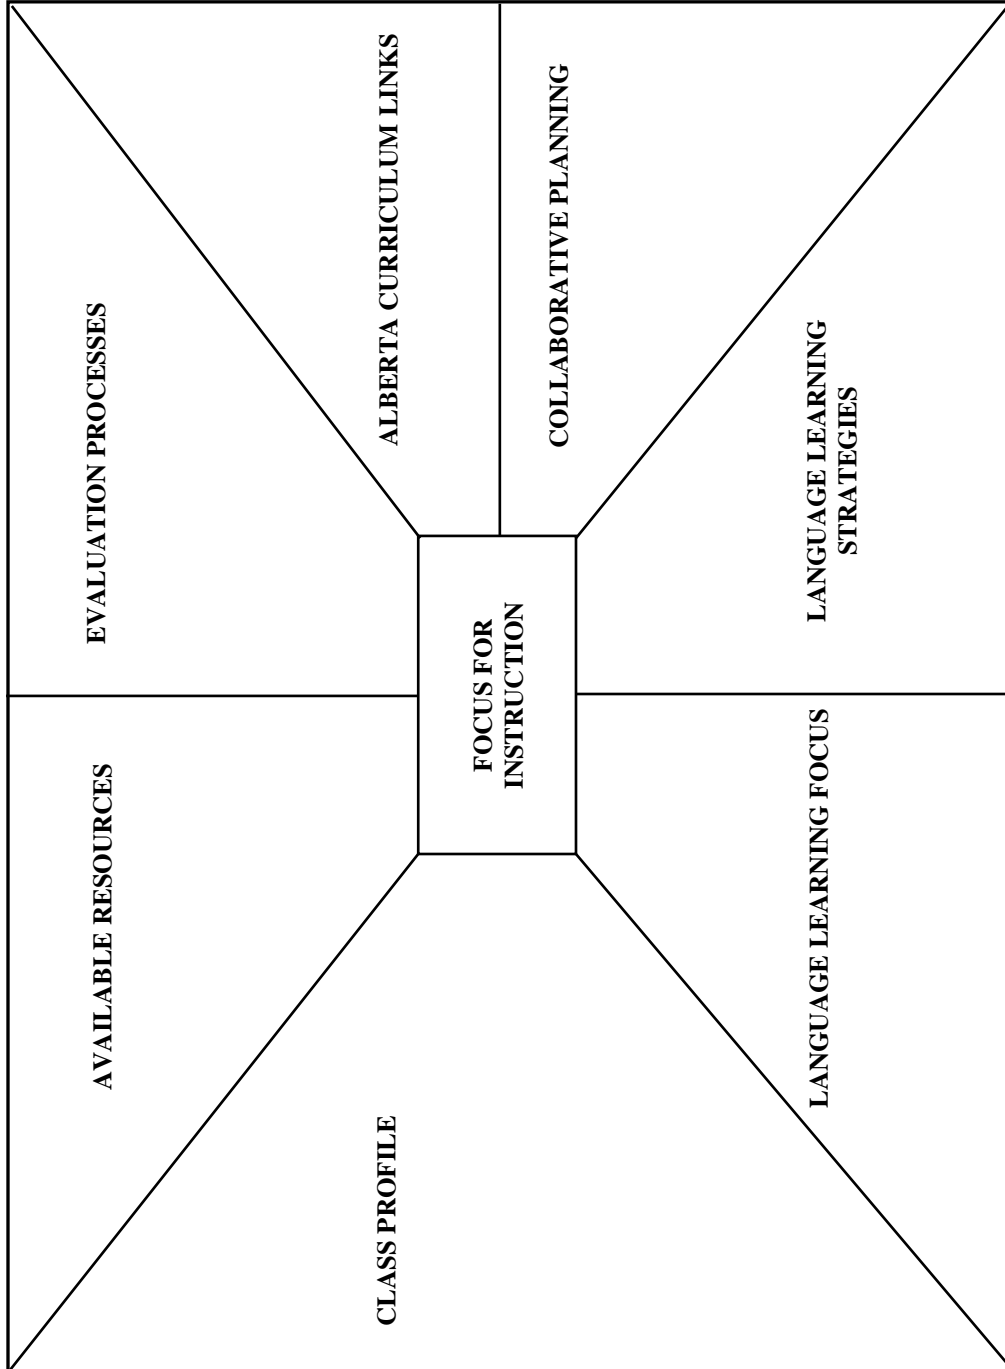 AVAILABLE RESOURCES
EVALUATION PROCESSES
CLASS PROFILE
ALBERTA CURRICULUM LINKS
FOCUS FOR
INSTRUCTION
COLLABORATIVE PLANNING
LANGUAGE LEARNING FOCUS
LANGUAGE LEARNING
STRATEGIES